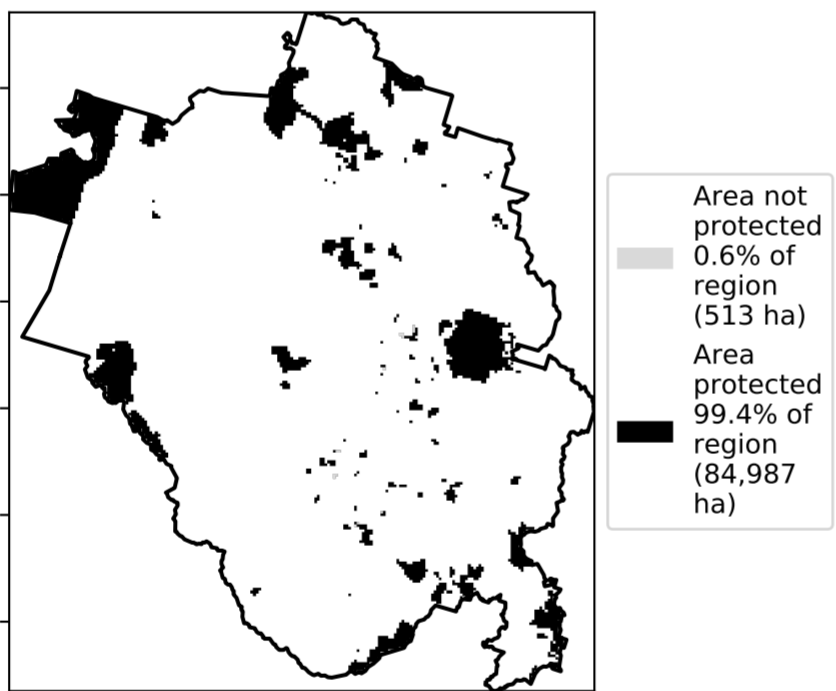 Area not
protected
0.6% of
region
(513 ha)
Area
protected
99.4% of
region
(84,987
ha)